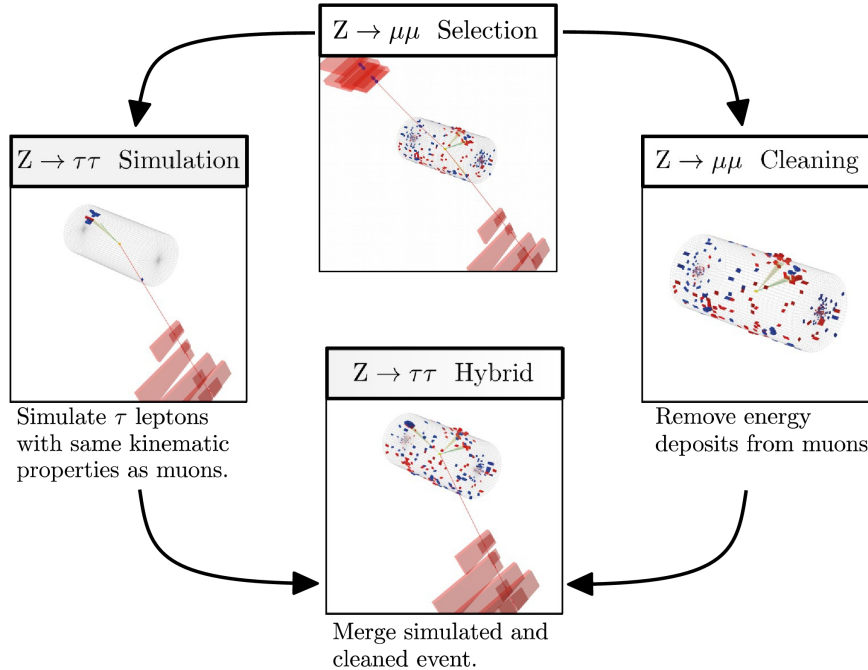 Z → μμ Selection
Z → ττ Simulation
Z → μμ Cleaning
Simulate τ leptons
with same kinematic
properties as muons.
Remove energy
deposits from muons
Z → ττ Hybrid
Merge simulated and
cleaned event.